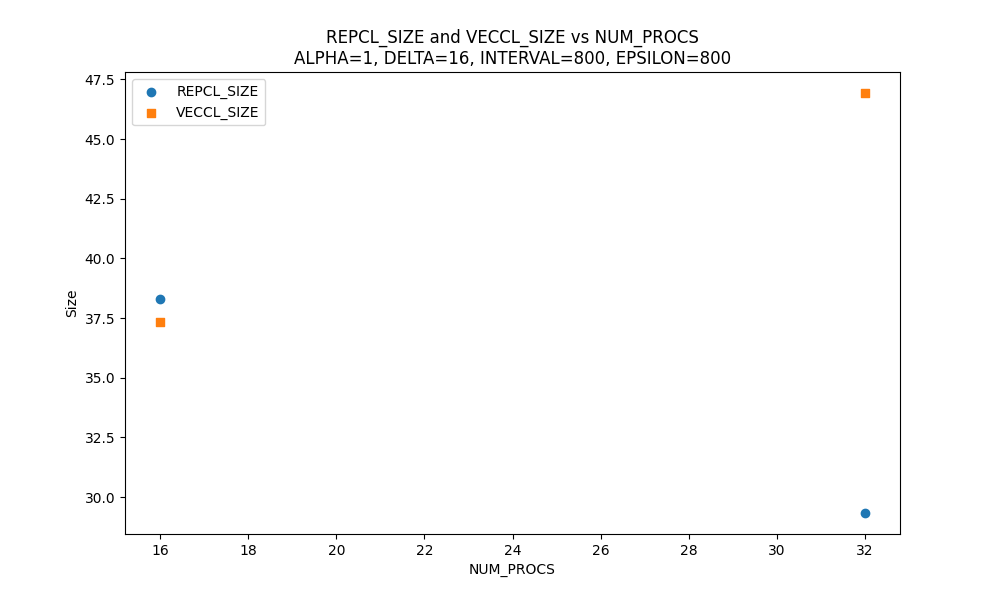 REPCL_SIZE and VECCL_SIZE vs NUM_PROCS
ALPHA=1, DELTA=16, INTERVAL=800, EPSILON=800
REPCL_SIZE
VECCL_SIZE
Size
47.5
45.0
42.5
40.0
37.5
35.0
32.5
30.0
16 18 20 22 24 26 28 30 32
NUM_PROCS